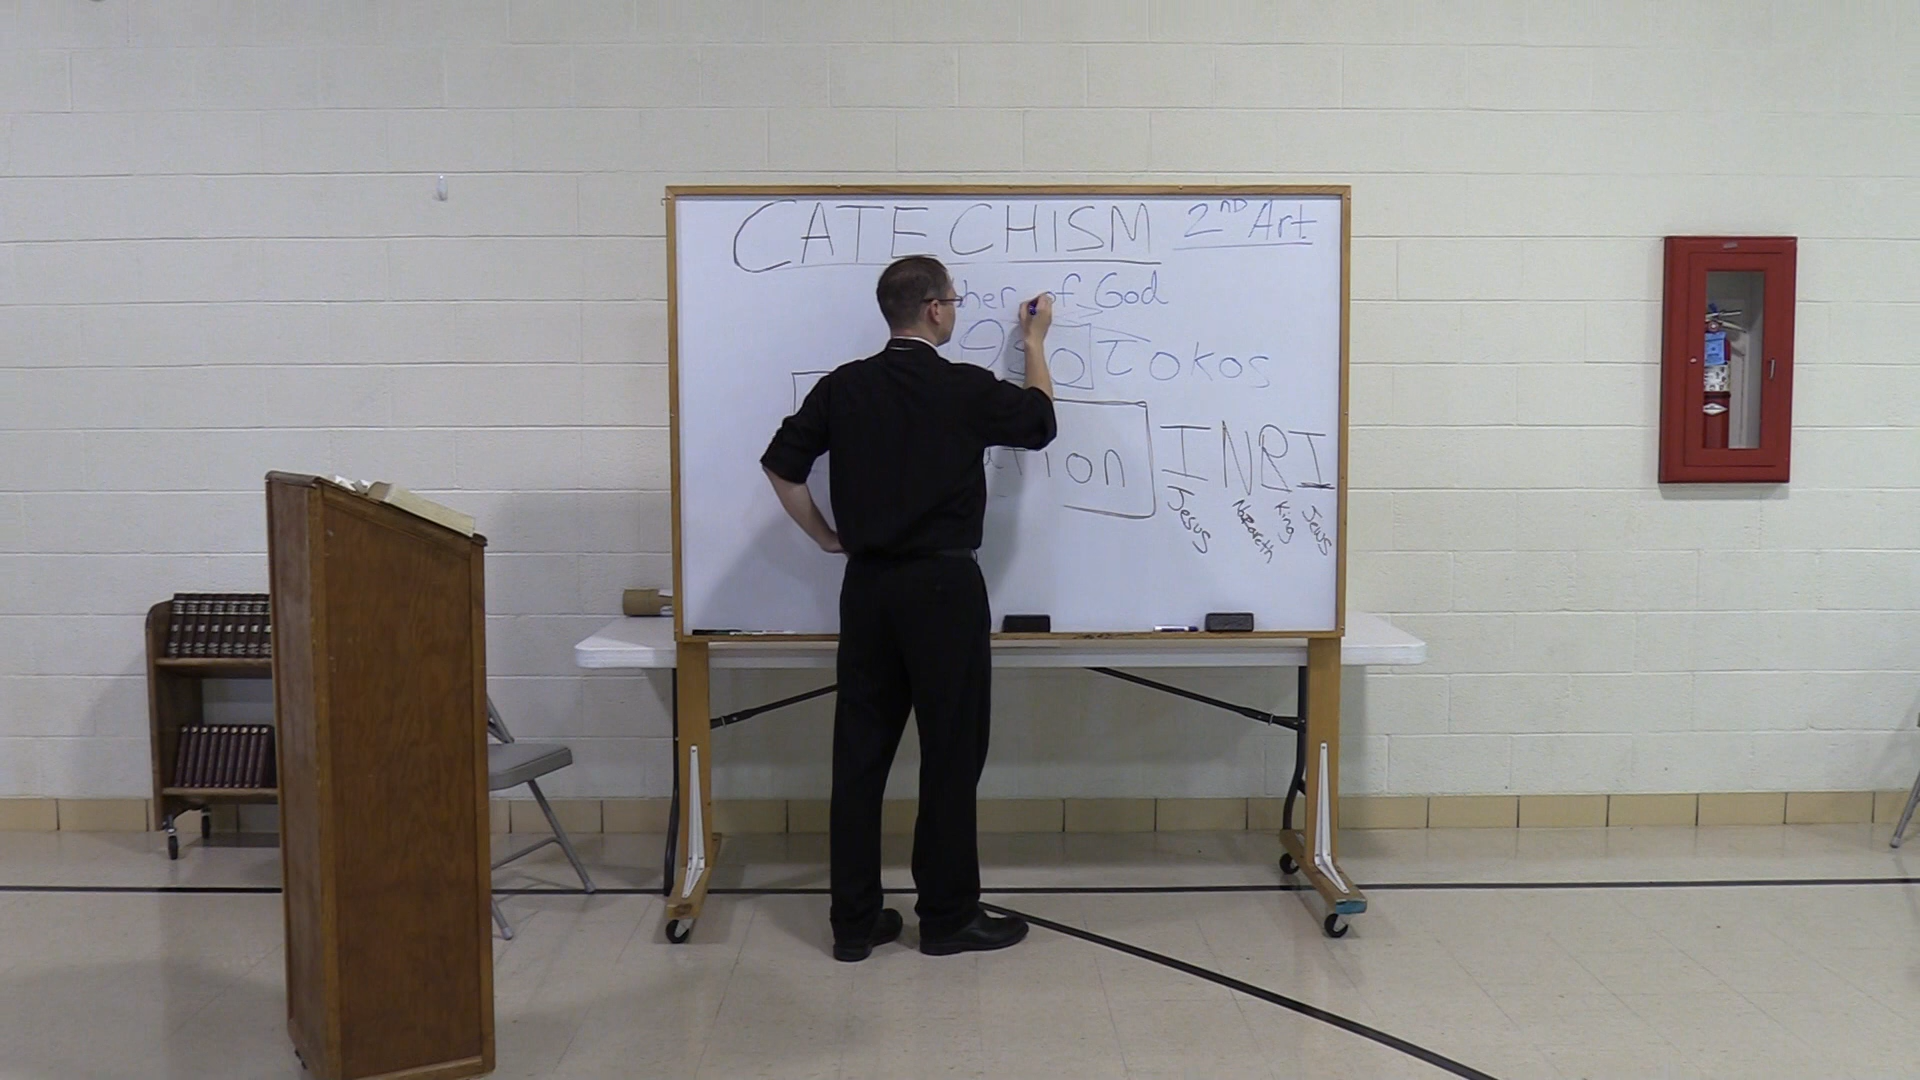 CATECHISM 2ND Art
of God
TOKOS
INRI
Jesus Nazareth King Jews